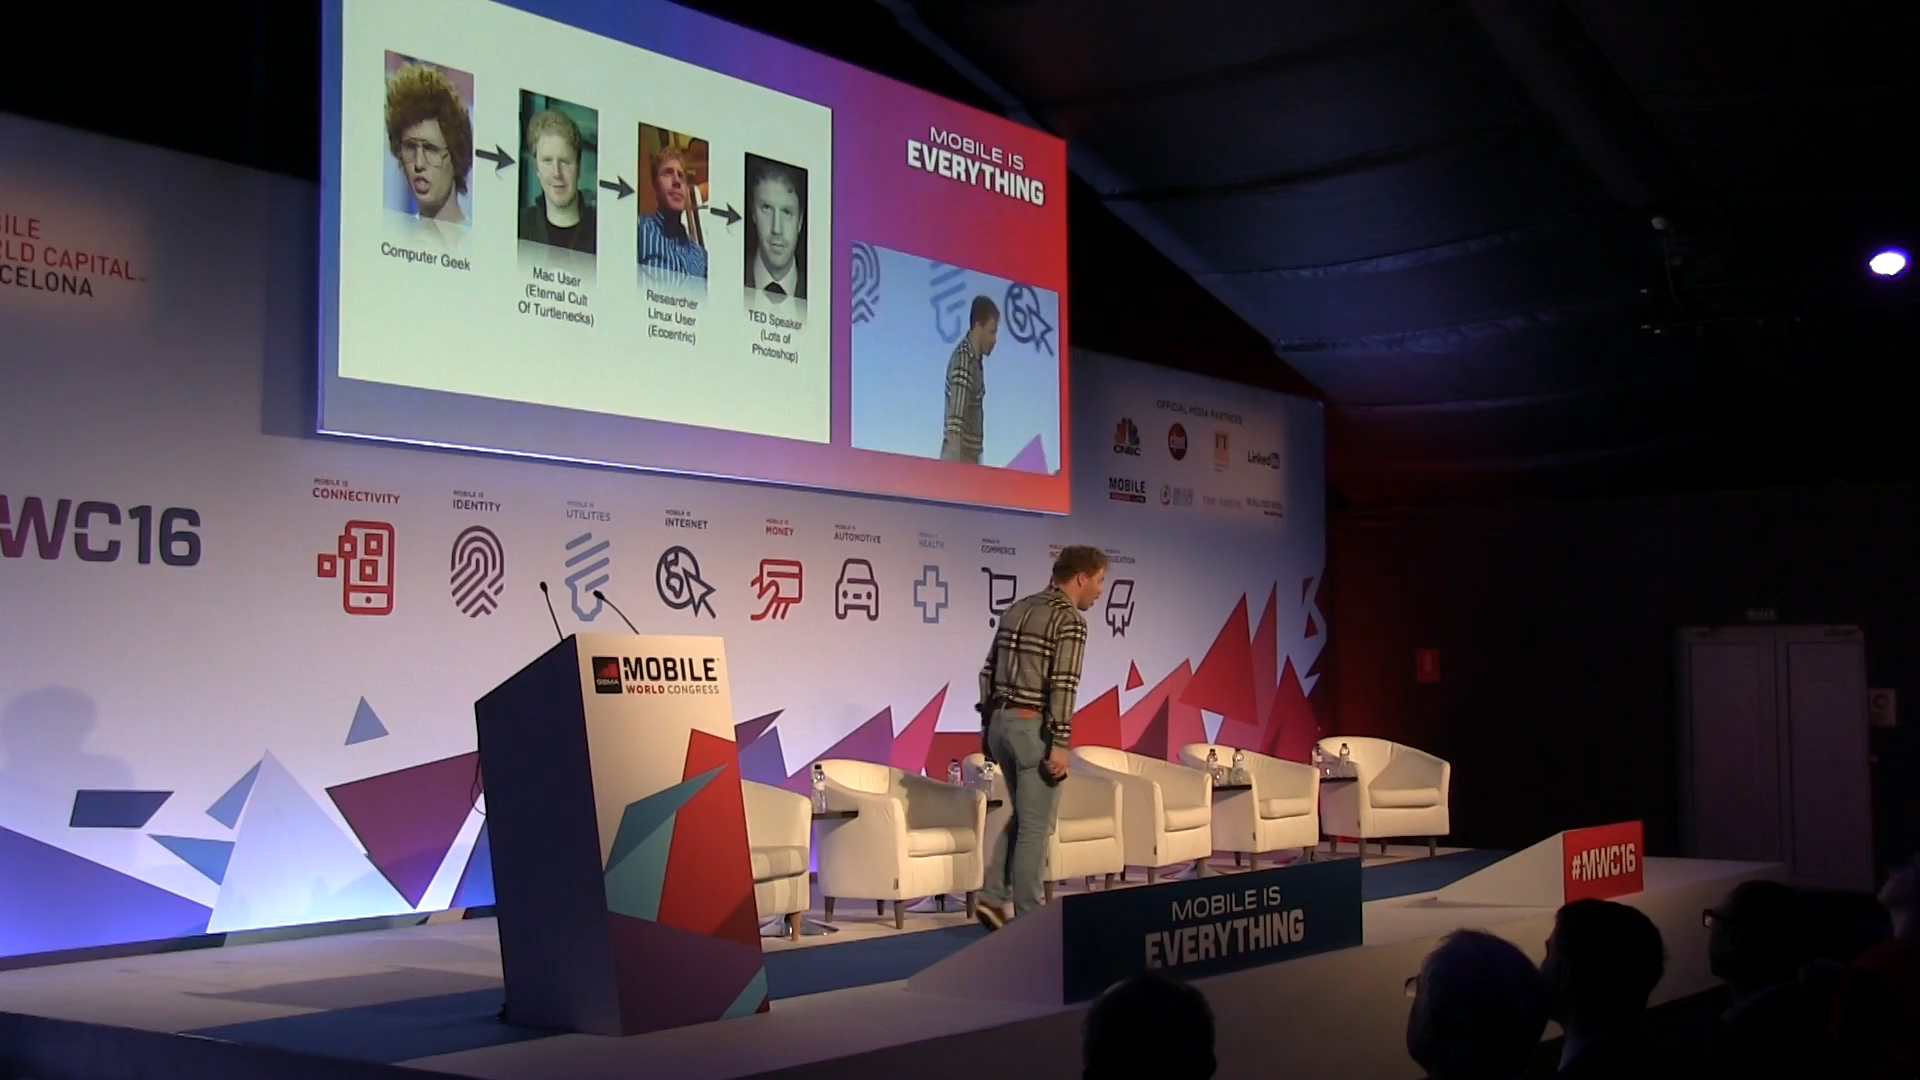 Computer Geek
Mac User
(Eternal Cult
Of Turtlenecks)
Researcher
Linux User
(Eccentric)
TED Speaker
(Lots of
Photoshop)
MOBILE IS
EVERYTHING
BILE
RLD CAPITAL
CELONA
WC16
MOBILE IS
CONNECTIVITY
MOBILE IS
IDENTITY
MOBILE IS
UTILITIES
MOBILE IS
INTERNET
MOBILE IS
MONEY
MOBILE IS
AUTOMOTIVE
MOBILE IS
HEALTH
MOBILE IS
COMMERCE
OFFICIAL MEDIA PARTNERS
CNBC
FT
Linked in
MOBILE
GSMA
MOBILE
WORLD CONGRESS
MOBILE IS
EVERYTHING
#MWC16